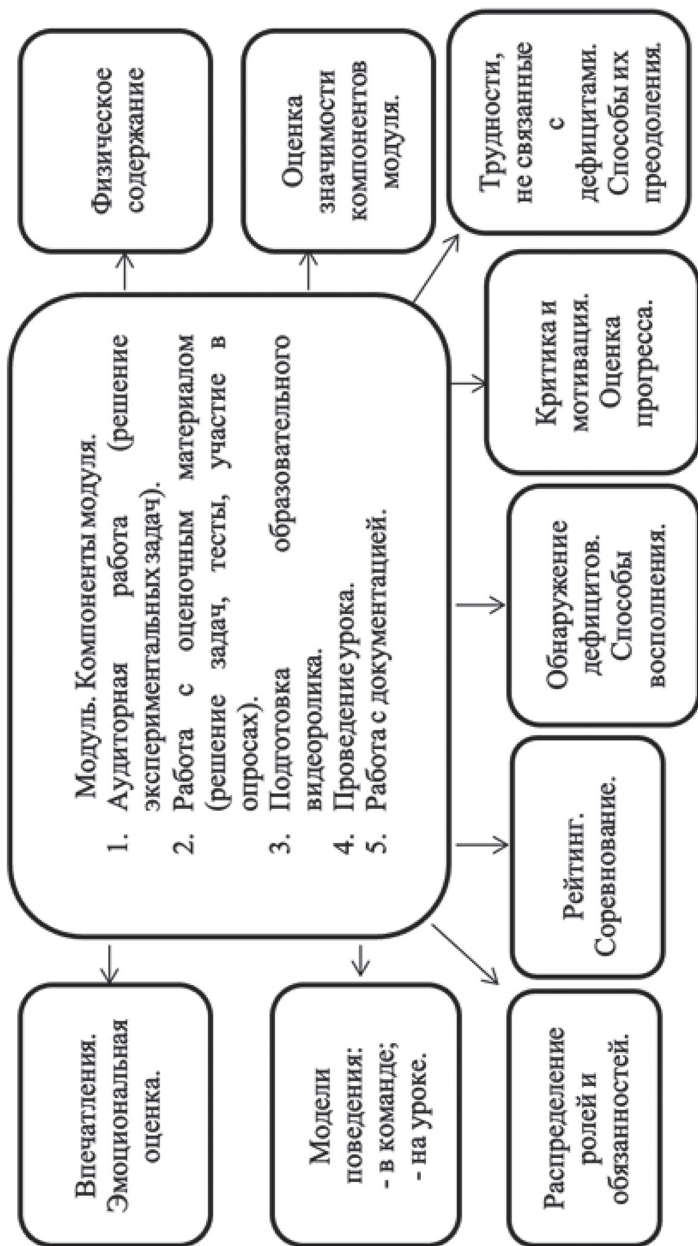 Впечатления.
Эмоциональная
оценка.
Модели
поведения:
- в команде;
- на уроке.
Распределение
ролей и
обязанностей.
Модуль. Компоненты модуля.
1. Аудиторная работа (решение
экспериментальных задач).
2. Работа с оценочным материалом
(решение задач, тесты, участие в
опросах).
3. Подготовка образовательного
видеоролика.
4. Проведение урока.
5. Работа с документацией.
Рейтинг.
Соревнование.
Обнаружение
дефицитов.
Способы
восполнения.
Критика и
мотивация.
Оценка
прогресса.
Физическое
содержание
Оценка
значимости
компонентов
модуля.
Трудности,
не связанные
с
дефицитами.
Способы их
преодоления.